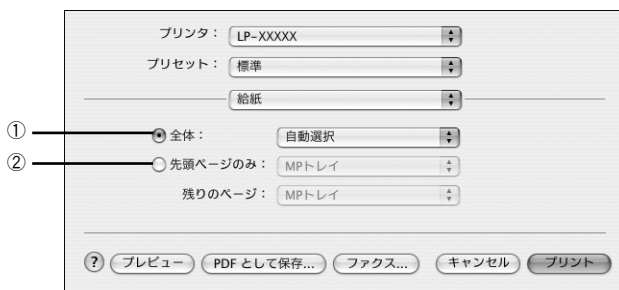 プリンタ： LP-XXXXX
プリセット： 標準
給紙
① 全体： 自動選択
② 先頭ページのみ： MPトレイ
残りのページ： MPトレイ
? プレビュー PDF として保存... ファクス... キャンセル プリント